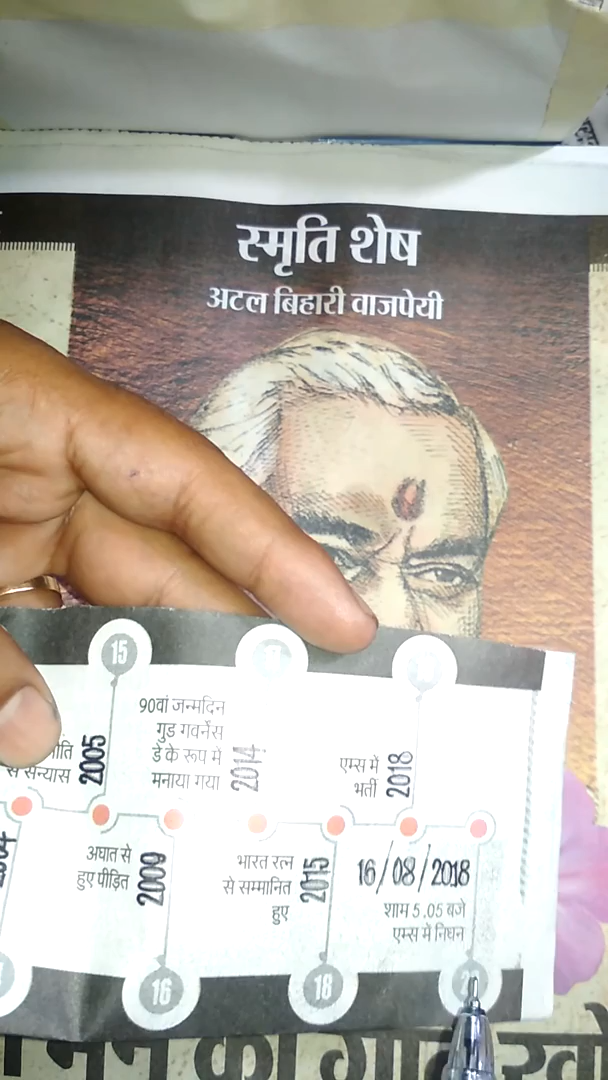 स्मृति शेष
अटल बिहारी वाजपेयी
15
से सन्यास
2005
90वां जन्मदिन
गुड गवर्नेंस
डे के रूप में
मनाया गया
2014
एम्स में
भर्ती
2018
अघात से
हुए पीड़ित
2009
16
भारत रत्न
से सम्मानित
हुए
2015
18
16/08/2018
शाम 5.05 बजे
एम्स में निधन